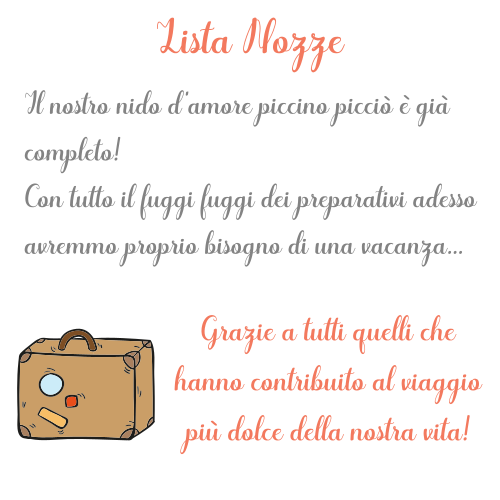 Lista Nozze
Il nostro nido d'amore piccino picciò è già
completo!
Con tutto il fuggi fuggi dei preparativi adesso
avremmo proprio bisogno di una vacanza...
Grazie a tutti quelli che
hanno contribuito al viaggio
più dolce della nostra vita!